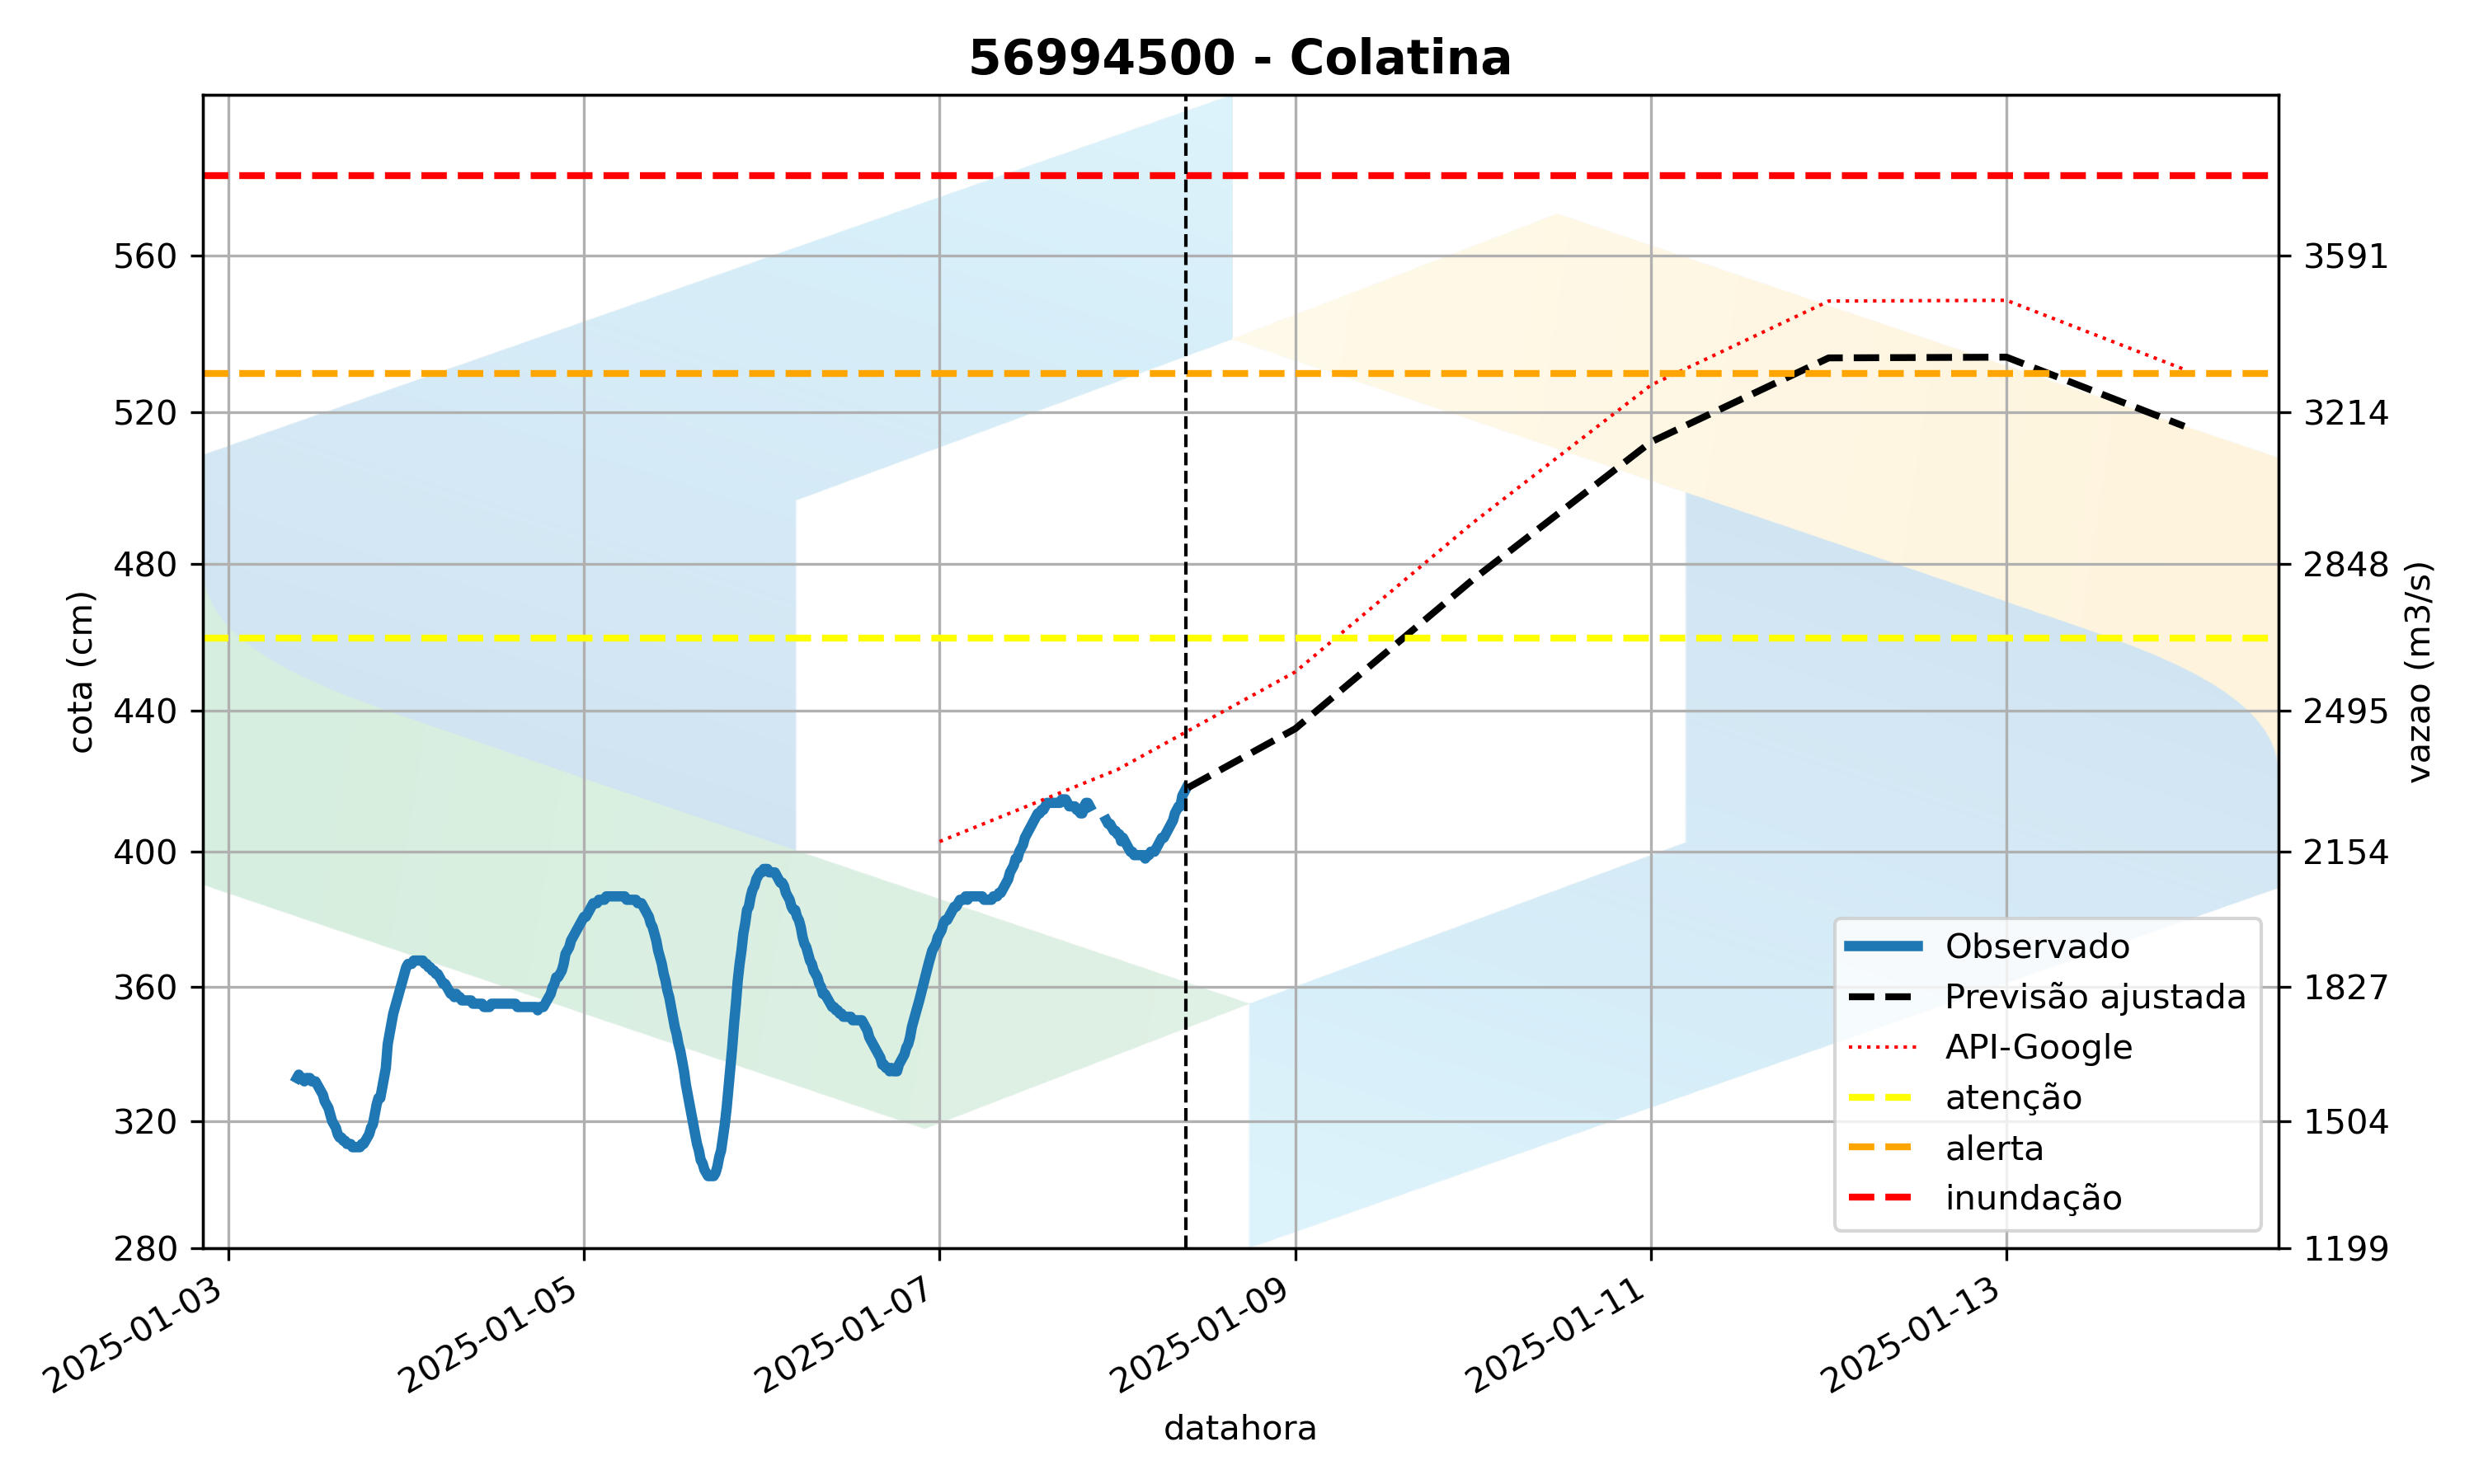 56994500 - Colatina
560
520
480
440
400
360
320
280
cota (cm)
3591
3214
2848
2495
2154
1827
1504
1199
vazao (m3/s)
Observado
Previsão ajustada
API-Google
atenção
alerta
inundação
2025-01-03
2025-01-05
2025-01-07
2025-01-09
2025-01-11
2025-01-13
datahora